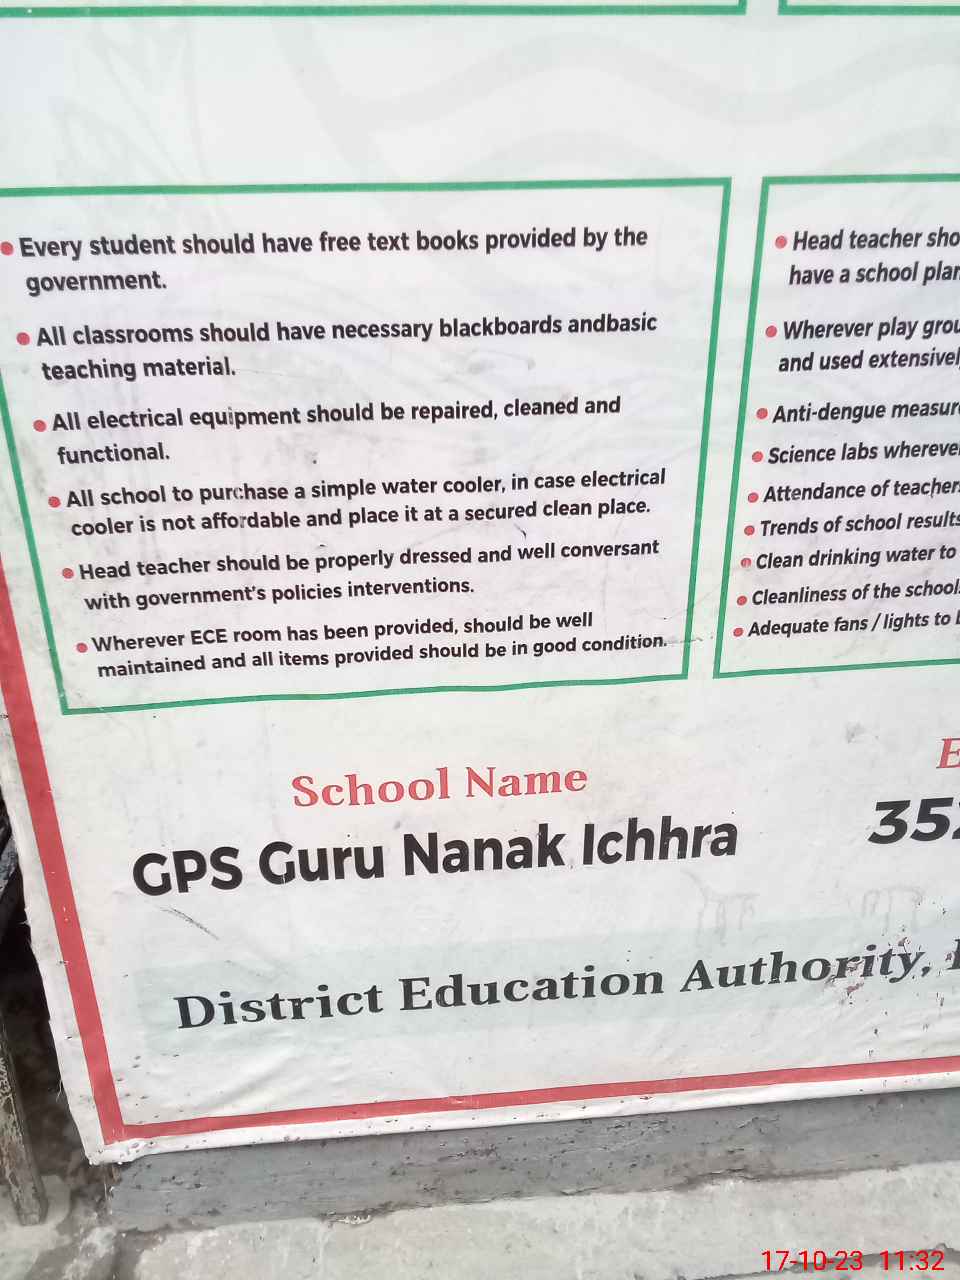 Every student should have free text books provided by the
government.
All classrooms should have necessary blackboards andbasic
teaching material.
All electrical equipment should be repaired, cleaned and
functional.
All school to purchase a simple water cooler, in case electrical
cooler is not affordable and place it at a secured clean place.
Head teacher should be properly dressed and well conversant
with government's policies interventions.
Wherever ECE room has been provided, should be well
maintained and all items provided should be in good condition.
Head teacher sho
have a school plan
Wherever play grou
and used extensivel
Anti-dengue measure
Science labs wherever
Attendance of teachers
Trends of school results
Clean drinking water to
Cleanliness of the school
Adequate fans / lights to b
School Name
GPS Guru Nanak Ichhra
E
352
District Education Authority,
17-10-23 11:32